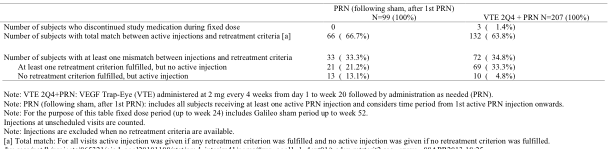 PRN (following sham, after 1st PRN)
N=99 (100%) VTE 2Q4 + PRN N=207 (100%)
Number of subjects who discontinued study medication during fixed dose 0 3 ( 1.4%)
Number of subjects with total match between active injections and retreatment criteria [a] 66 ( 66.7%) 132 ( 63.8%)
Number of subjects with at least one mismatch between injections and retreatment criteria 33 ( 33.3%) 72 ( 34.8%)
At least one retreatment criterion fulfilled, but no active injection 21 ( 21.2%) 69 ( 33.3%)
No retreatment criterion fulfilled, but active injection 13 ( 13.1%) 10 ( 4.8%)
Note: VTE 2Q4+PRN: VEGF Trap-Eye (VTE) administered at 2 mg every 4 weeks from day 1 to week 20 followed by administration as needed (PRN).
Note: PRN (following sham, after 1st PRN): includes all subjects receiving at least one active PRN injection and considers time period from 1st active PRN injection onwards.
Note: For the purpose of this table fixed dose period (up to week 24) includes Galileo sham period up to week 52.
Injections at unscheduled visits are counted.
Note: Injections are excluded when no retreatment criteria are available.
[a] Total match: For all visits active injection was given if any retreatment criterion was fulfilled and no active injection was given if no retreatment criterion was fulfilled.